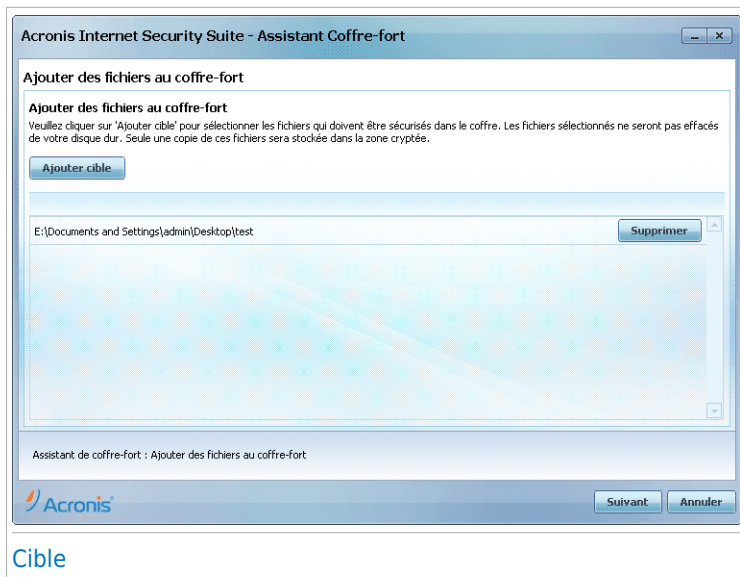 Acronis Internet Security Suite - Assistant Coffre-fort
Ajouter des fichiers au coffre-fort
Ajouter des fichiers au coffre-fort
Veuillez cliquer sur 'Ajouter cible' pour sélectionner les fichiers qui doivent être sécurisés dans le coffre. Les fichiers sélectionnés ne seront pas effacés
de votre disque dur. Seule une copie de ces fichiers sera stockée dans la zone cryptée.
Ajouter cible
E:\Documents and Settings\admin\Desktop\test
Supprimer
Assistant de coffre-fort : Ajouter des fichiers au coffre-fort
Acronis
Suivant
Annuler
Cible